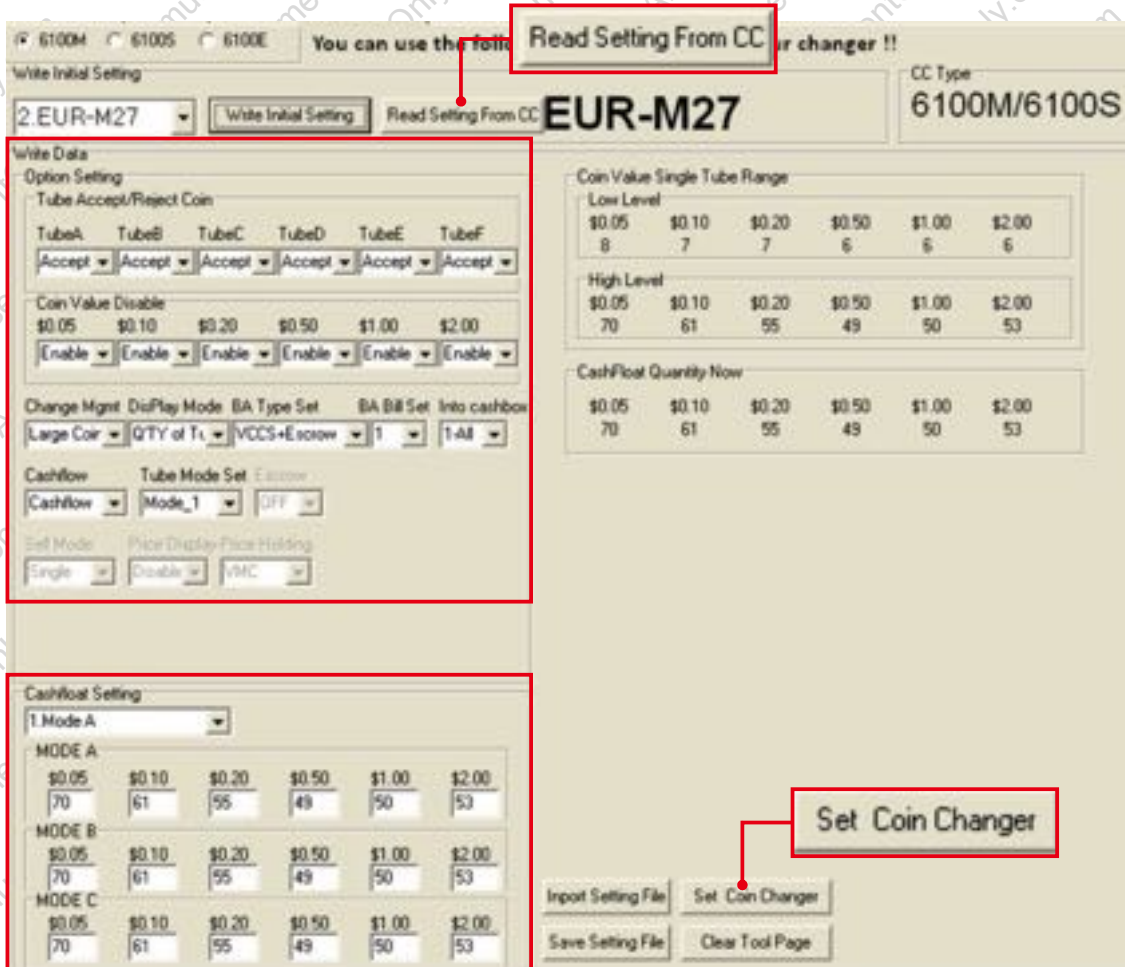 6100M 6100S 6100E You can use the follo Read Setting From CC r changer !!
Write Initial Setting
CC Type
2.EUR-M27 Write Initial Setting Read Setting From CC EUR-M27 6100M/6100S
Write Data
Option Setting
Tube Accept/Reject Coin
TubeA TubeB TubeC TubeD TubeE TubeF
Accept Accept Accept Accept Accept Accept
Coin Value Disable
$0.05 $0.10 $0.20 $0.50 $1.00 $2.00
Enable Enable Enable Enable Enable Enable
Change Mgmt DisPlay Mode BA Type Set BA Bill Set Into cashbox
Large Coir Q'TY of Tu VCCS+Escrow 1 1-All
Cashflow Tube Mode Set Escrow
Cashflow Mode_1 OFF
Sell Mode Price Display Price Holding
Single Disable VMC
Coin Value Single Tube Range
Low Level
$0.05 $0.10 $0.20 $0.50 $1.00 $2.00
8 7 7 6 6 6
High Level
$0.05 $0.10 $0.20 $0.50 $1.00 $2.00
70 61 55 49 50 53
CashFloat Quantity Now
$0.05 $0.10 $0.20 $0.50 $1.00 $2.00
70 61 55 49 50 53
Cashfloat Setting
1.Mode A
MODE A
$0.05 $0.10 $0.20 $0.50 $1.00 $2.00
70 61 55 49 50 53
MODE B
$0.05 $0.10 $0.20 $0.50 $1.00 $2.00
70 61 55 49 50 53
MODE C
$0.05 $0.10 $0.20 $0.50 $1.00 $2.00
70 61 55 49 50 53
Set Coin Changer
Inport Setting File Set Coin Changer
Save Setting File Clear Tool Page